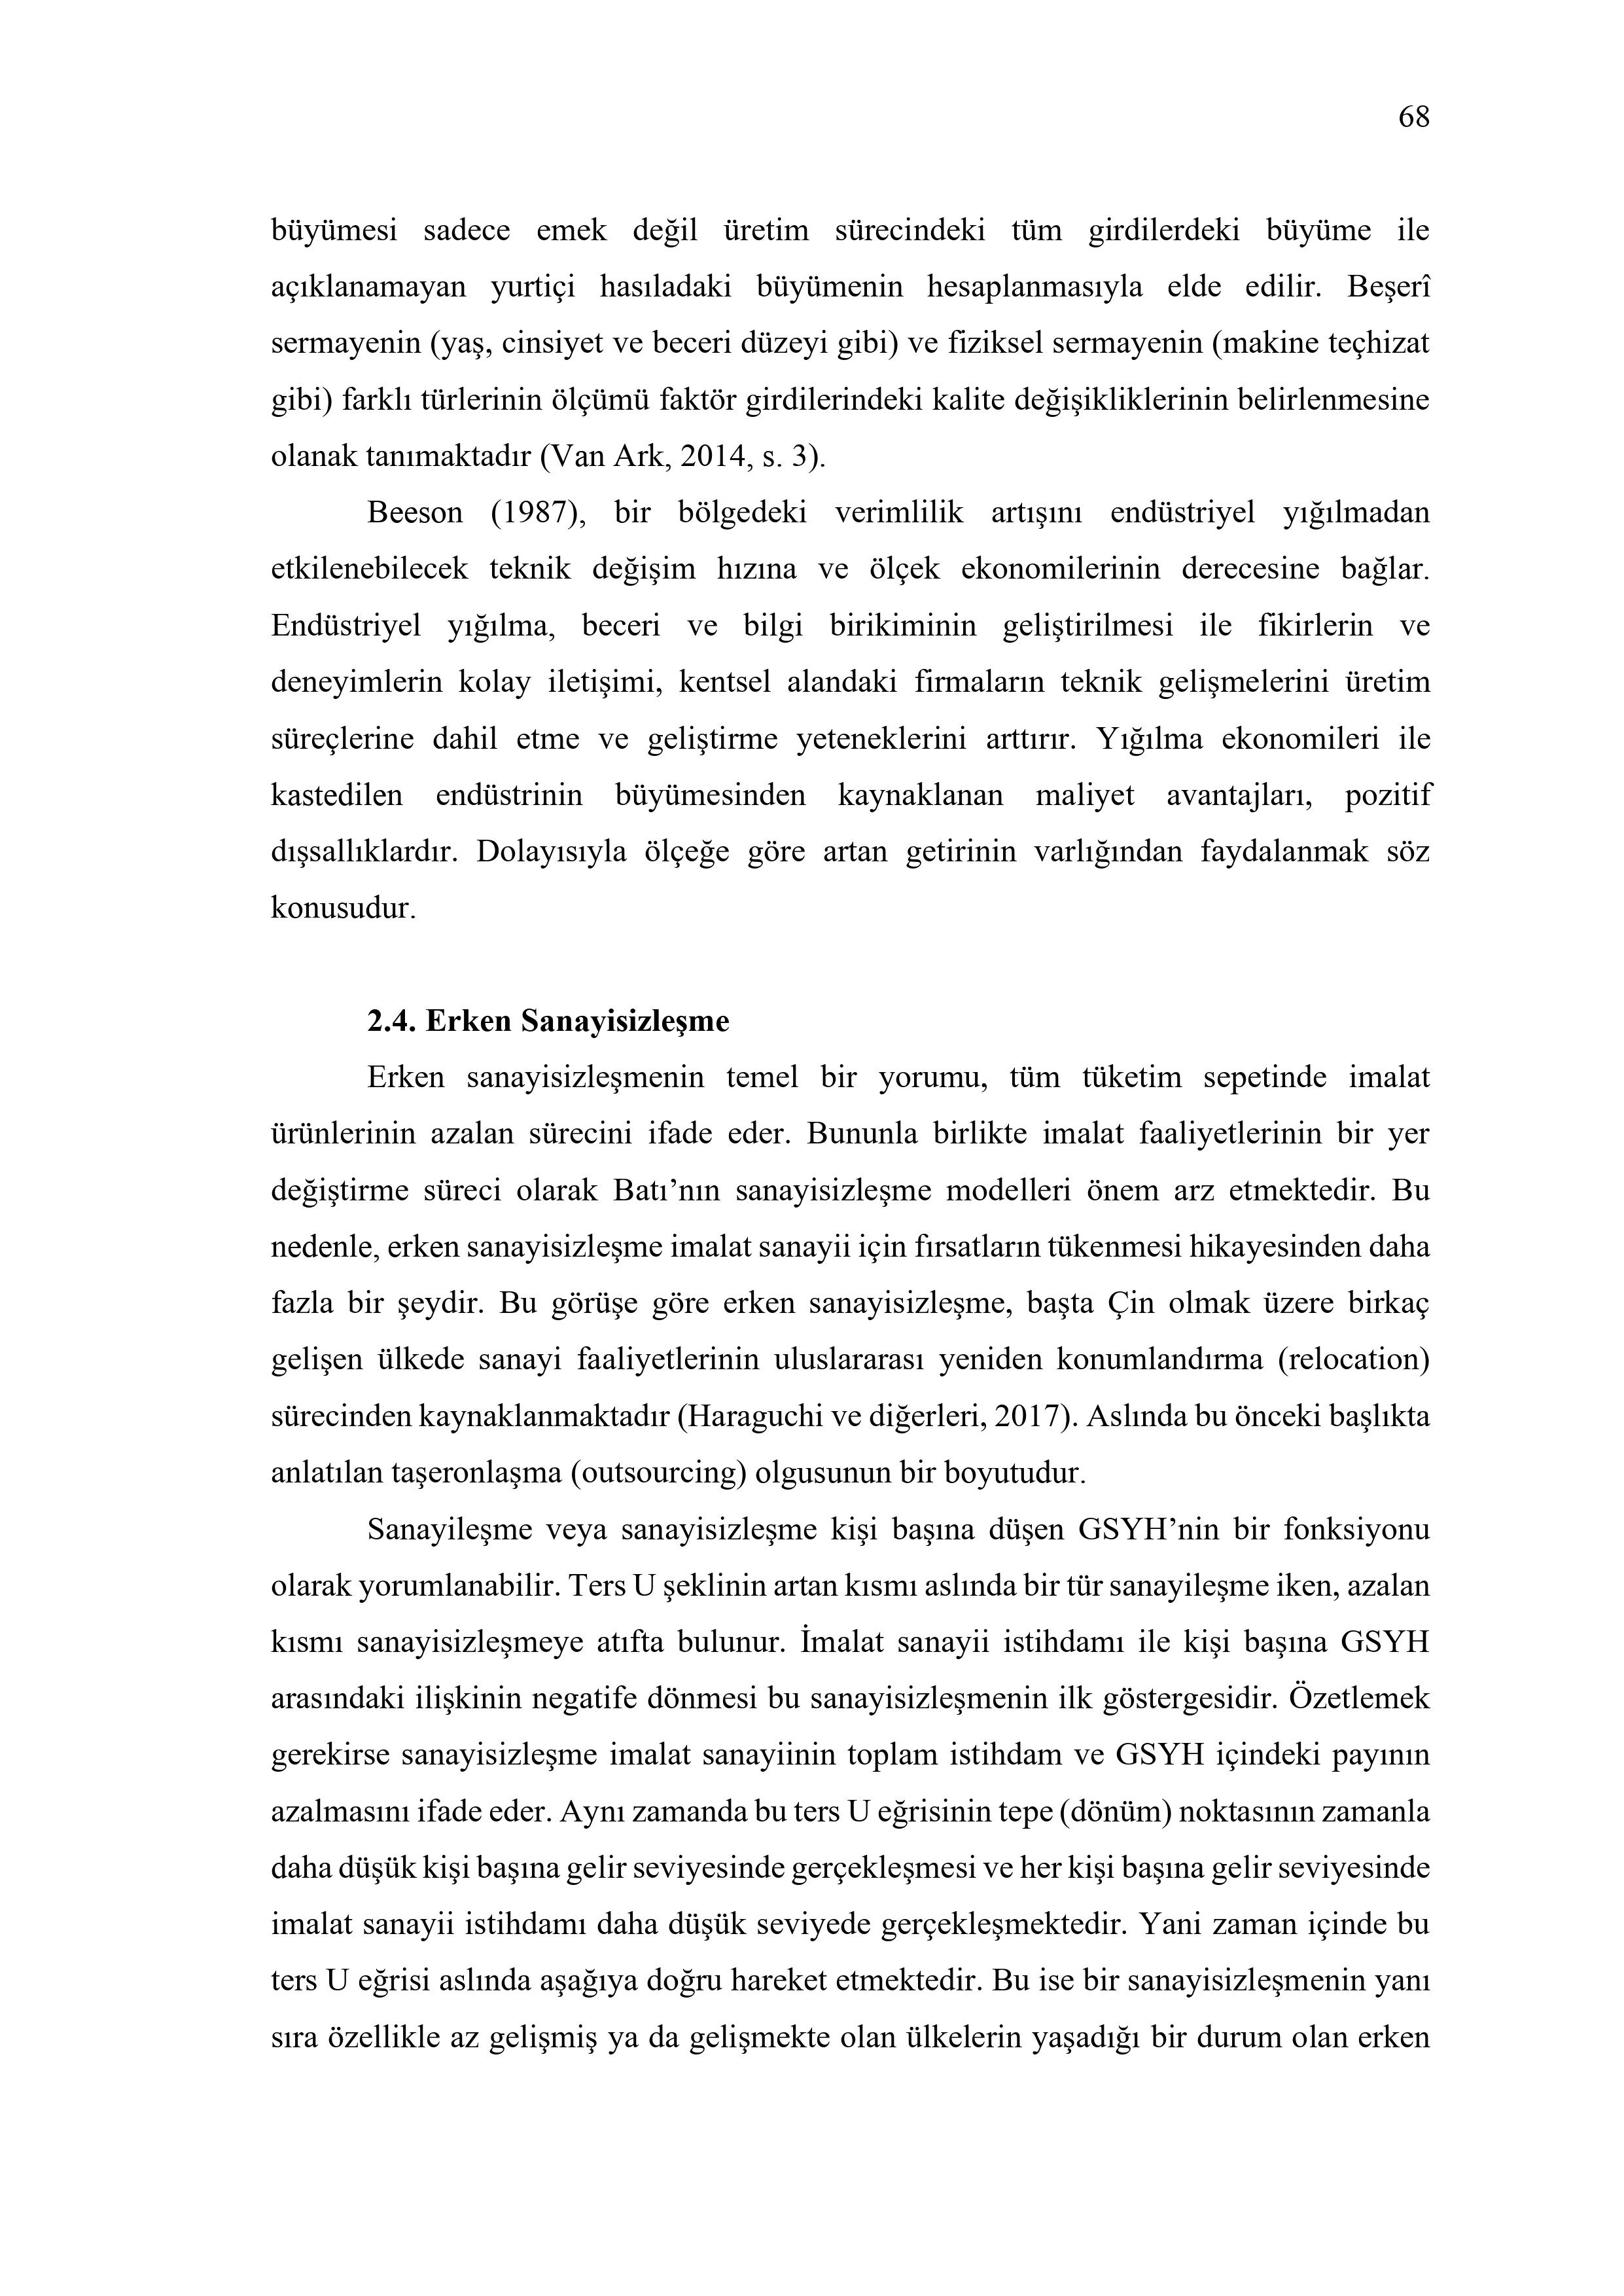 68
büyümesi sadece emek değil üretim sürecindeki tüm girdilerdeki büyüme ile
açıklanamayan yurtiçi hasıladaki büyümenin hesaplanmasıyla elde edilir. Beşerî
sermayenin (yaş, cinsiyet ve beceri düzeyi gibi) ve fiziksel sermayenin (makine teçhizat
gibi) farklı türlerinin ölçümü faktör girdilerindeki kalite değişikliklerinin belirlenmesine
olanak tanımaktadır (Van Ark, 2014, s. 3).
Beeson (1987), bir bölgedeki verimlilik artışını endüstriyel yığılmadan
etkilenebilecek teknik değişim hızına ve ölçek ekonomilerinin derecesine bağlar.
Endüstriyel yığılma, beceri ve bilgi birikiminin geliştirilmesi ile fikirlerin ve
deneyimlerin kolay iletişimi, kentsel alandaki firmaların teknik gelişmelerini üretim
süreçlerine dahil etme ve geliştirme yeteneklerini arttırır. Yığılma ekonomileri ile
kastedilen endüstrinin büyümesinden kaynaklanan maliyet avantajları, pozitif
dışsallıklardır. Dolayısıyla ölçeğe göre artan getirinin varlığından faydalanmak söz
konusudur.
2.4. Erken Sanayisizleşme
Erken sanayisizleşmenin temel bir yorumu, tüm tüketim sepetinde imalat
ürünlerinin azalan sürecini ifade eder. Bununla birlikte imalat faaliyetlerinin bir yer
değiştirme süreci olarak Batı’nın sanayisizleşme modelleri önem arz etmektedir. Bu
nedenle, erken sanayisizleşme imalat sanayii için fırsatların tükenmesi hikayesinden daha
fazla bir şeydir. Bu görüşe göre erken sanayisizleşme, başta Çin olmak üzere birkaç
gelişen ülkede sanayi faaliyetlerinin uluslararası yeniden konumlandırma (relocation)
sürecinden kaynaklanmaktadır (Haraguchi ve diğerleri, 2017). Aslında bu önceki başlıkta
anlatılan taşeronlaşma (outsourcing) olgusunun bir boyutudur.
Sanayileşme veya sanayisizleşme kişi başına düşen GSYH’nin bir fonksiyonu
olarak yorumlanabilir. Ters U şeklinin artan kısmı aslında bir tür sanayileşme iken, azalan
kısmı sanayisizleşmeye atıfta bulunur. İmalat sanayii istihdamı ile kişi başına GSYH
arasındaki ilişkinin negatife dönmesi bu sanayisizleşmenin ilk göstergesidir. Özetlemek
gerekirse sanayisizleşme imalat sanayiinin toplam istihdam ve GSYH içindeki payının
azalmasını ifade eder. Aynı zamanda bu ters U eğrisinin tepe (dönüm) noktasının zamanla
daha düşük kişi başına gelir seviyesinde gerçekleşmesi ve her kişi başına gelir seviyesinde
imalat sanayii istihdamı daha düşük seviyede gerçekleşmektedir. Yani zaman içinde bu
ters U eğrisi aslında aşağıya doğru hareket etmektedir. Bu ise bir sanayisizleşmenin yanı
sıra özellikle az gelişmiş ya da gelişmekte olan ülkelerin yaşadığı bir durum olan erken